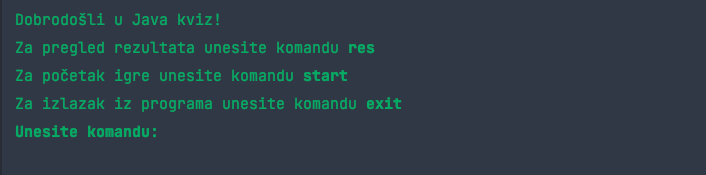 Dobrodošli u Java kviz!
Za pregled rezultata unesite komandu res
Za početak igre unesite komandu start
Za izlazak iz programa unesite komandu exit
Unesite komandu: